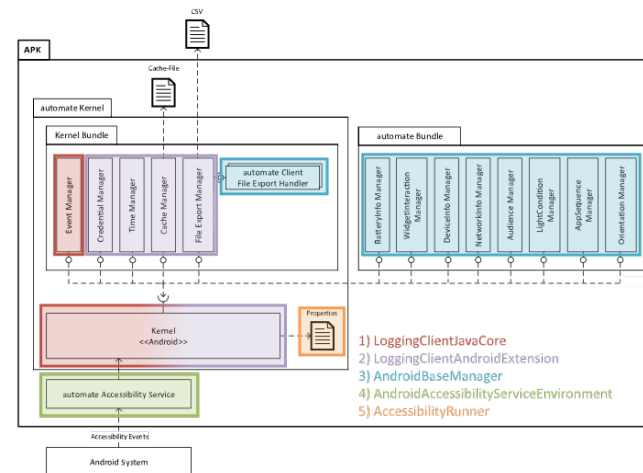 CSV
APK
Cache-File
automate Kernel
Kernel Bundle
automate Bundle
Event Manager
Credential Manager
Time Manager
Cache Manager
File Export Manager
automate Client
File Export Handler
BatteryInfo Manager
WidgetInteraction
Manager
DeviceInfo Manager
NetworkInfo Manager
Audience Manager
LightCondition
Manager
AppSequence
Manager
Orientation Manager
Kernel
<<Android>>
Properties
1) LoggingClientJavaCore
2) LoggingClientAndroidExtension
3) AndroidBaseManager
4) AndroidAccessibilityServiceEnvironment
5) AccessibilityRunner
automate Accessibility Service
Accessibility Events
Android System